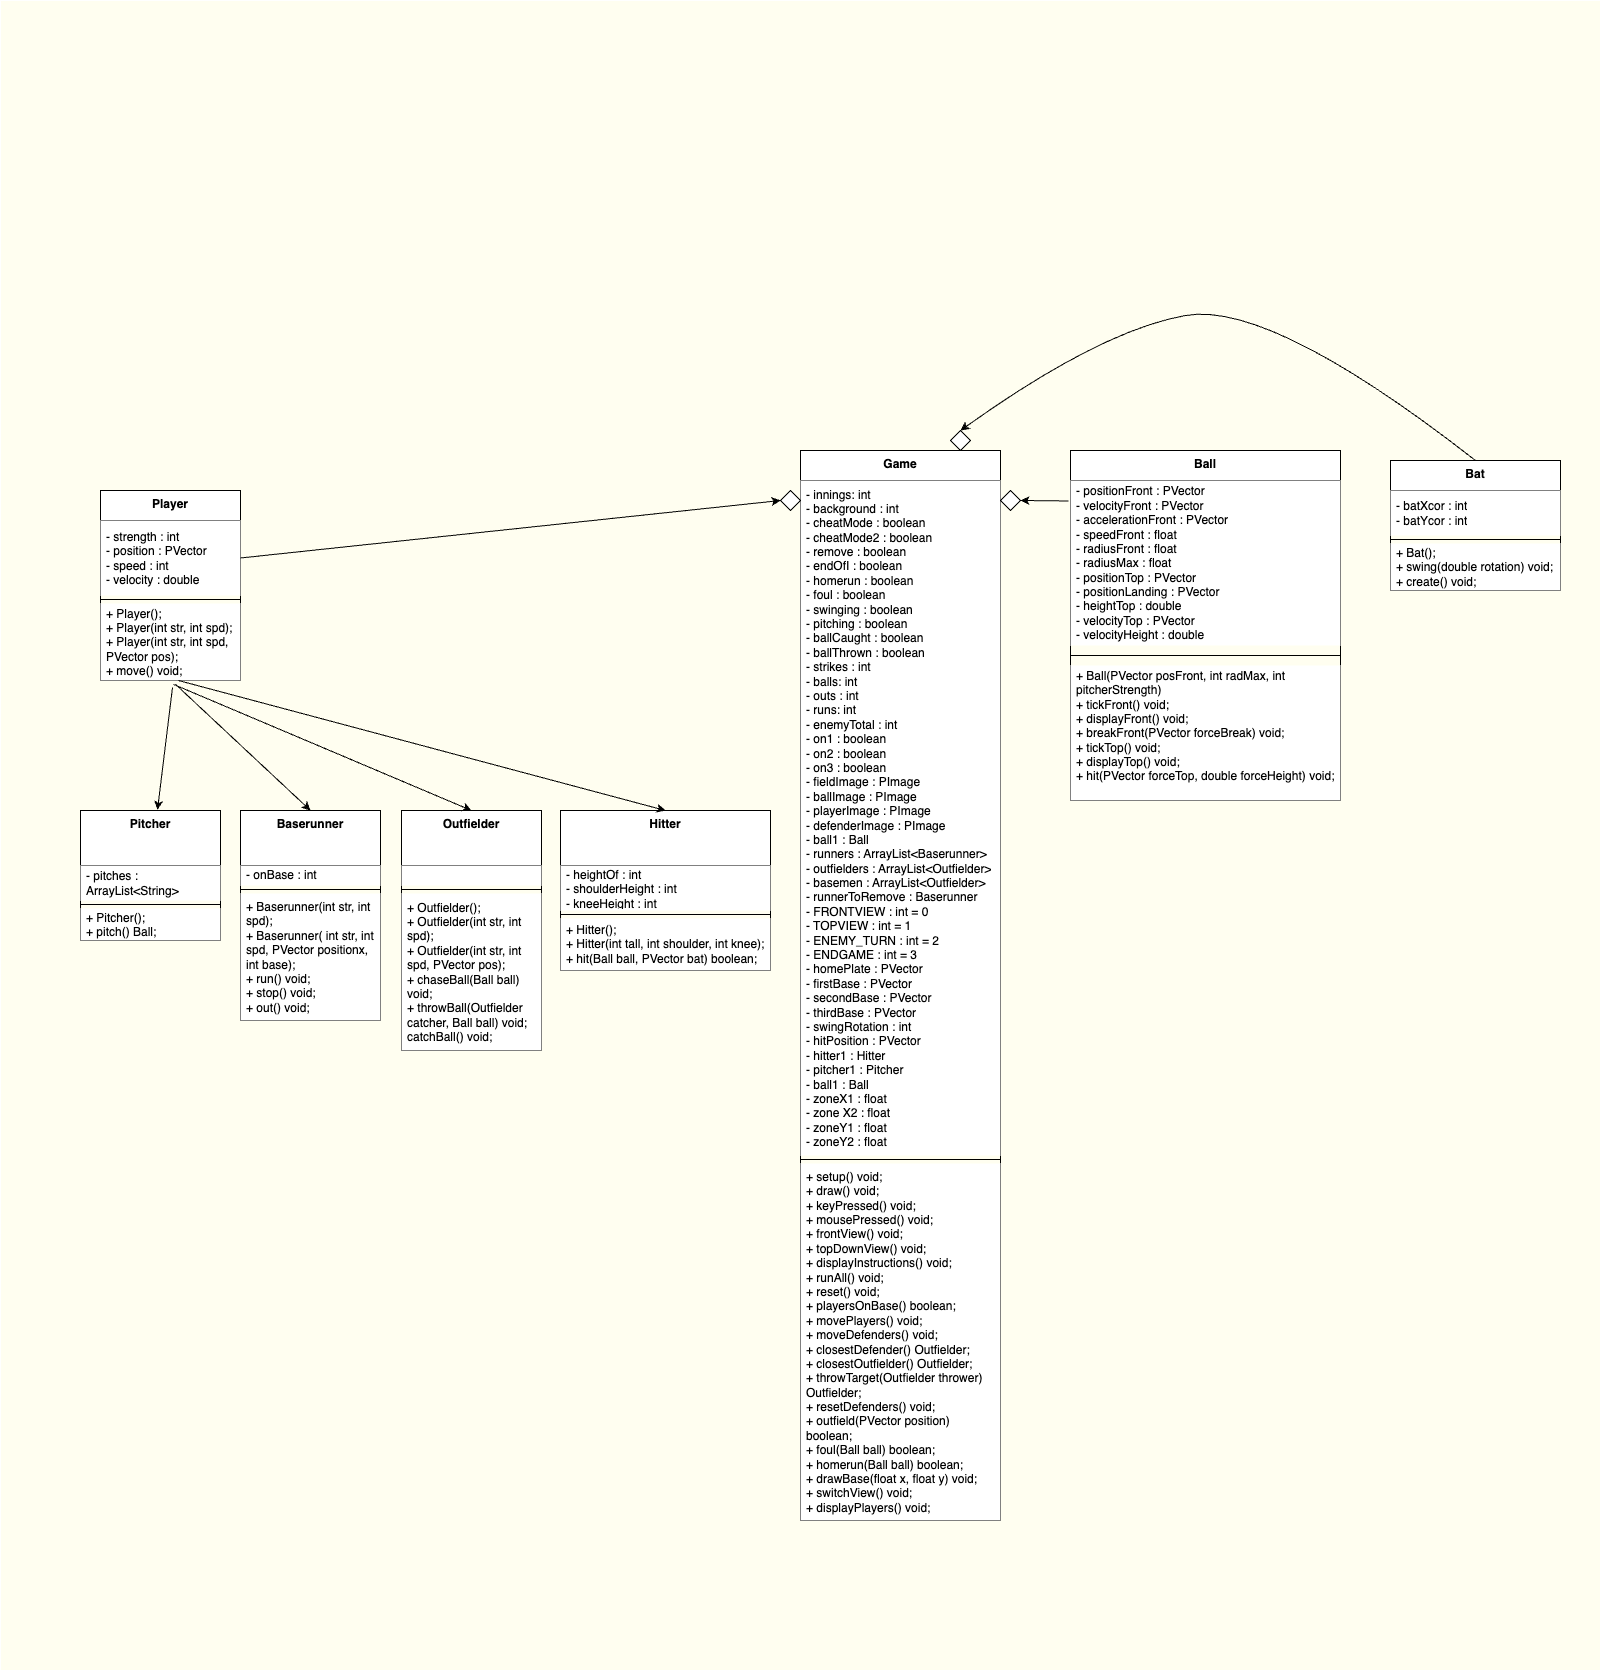 Player
- strength : int
- position : PVector
- speed : int
- velocity : double
+ Player();
+ Player(int str, int spd);
+ Player(int str, int spd,
PVector pos);
+ move() void;
Pitcher
- pitches :
ArrayList<String>
+ Pitcher();
+ pitch() Ball;
Baserunner
- onBase : int
+ Baserunner(int str, int
spd);
+ Baserunner( int str, int
spd, PVector positionx,
int base);
+ run() void;
+ stop() void;
+ out() void;
Outfielder
+ Outfielder();
+ Outfielder(int str, int
spd);
+ Outfielder(int str, int
spd, PVector pos);
+ chaseBall(Ball ball)
void;
+ throwBall(Outfielder
catcher, Ball ball) void;
catchBall() void;
Hitter
- heightOf : int
- shoulderHeight : int
- kneeHeight : int
+ Hitter();
+ Hitter(int tall, int shoulder, int knee);
+ hit(Ball ball, PVector bat) boolean;
Game
- innings: int
- background : int
- cheatMode : boolean
- cheatMode2 : boolean
- remove : boolean
- endOfI : boolean
- homerun : boolean
- foul : boolean
- swinging : boolean
- pitching : boolean
- ballCaught : boolean
- ballThrown : boolean
- strikes : int
- balls: int
- outs : int
- runs: int
- enemyTotal : int
- on1 : boolean
- on2 : boolean
- on3 : boolean
- fieldImage : PImage
- ballImage : PImage
- playerImage : PImage
- defenderImage : PImage
- ball1 : Ball
- runners : ArrayList<Baserunner>
- outfielders : ArrayList<Outfielder>
- basemen : ArrayList<Outfielder>
- runnerToRemove : Baserunner
- FRONTVIEW : int = 0
- TOPVIEW : int = 1
- ENEMY_TURN : int = 2
- ENDGAME : int = 3
- homePlate : PVector
- firstBase : PVector
- secondBase : PVector
- thirdBase : PVector
- swingRotation : int
- hitPosition : PVector
- hitter1 : Hitter
- pitcher1 : Pitcher
- ball1 : Ball
- zoneX1 : float
- zone X2 : float
- zoneY1 : float
- zoneY2 : float
+ setup() void;
+ draw() void;
+ keyPressed() void;
+ mousePressed() void;
+ frontView() void;
+ topDownView() void;
+ displayInstructions() void;
+ runAll() void;
+ reset() void;
+ playersOnBase() boolean;
+ movePlayers() void;
+ moveDefenders() void;
+ closestDefender() Outfielder;
+ closestOutfielder() Outfielder;
+ throwTarget(Outfielder thrower)
Outfielder;
+ resetDefenders() void;
+ outfield(PVector position)
boolean;
+ foul(Ball ball) boolean;
+ homerun(Ball ball) boolean;
+ drawBase(float x, float y) void;
+ switchView() void;
+ displayPlayers() void;
Ball
- positionFront : PVector
- velocityFront : PVector
- accelerationFront : PVector
- speedFront : float
- radiusFront : float
- radiusMax : float
- positionTop : PVector
- positionLanding : PVector
- heightTop : double
- velocityTop : PVector
- velocityHeight : double
+ Ball(PVector posFront, int radMax, int
pitcherStrength)
+ tickFront() void;
+ displayFront() void;
+ breakFront(PVector forceBreak) void;
+ tickTop() void;
+ displayTop() void;
+ hit(PVector forceTop, double forceHeight) void;
Bat
- batXcor : int
- batYcor : int
+ Bat();
+ swing(double rotation) void;
+ create() void;